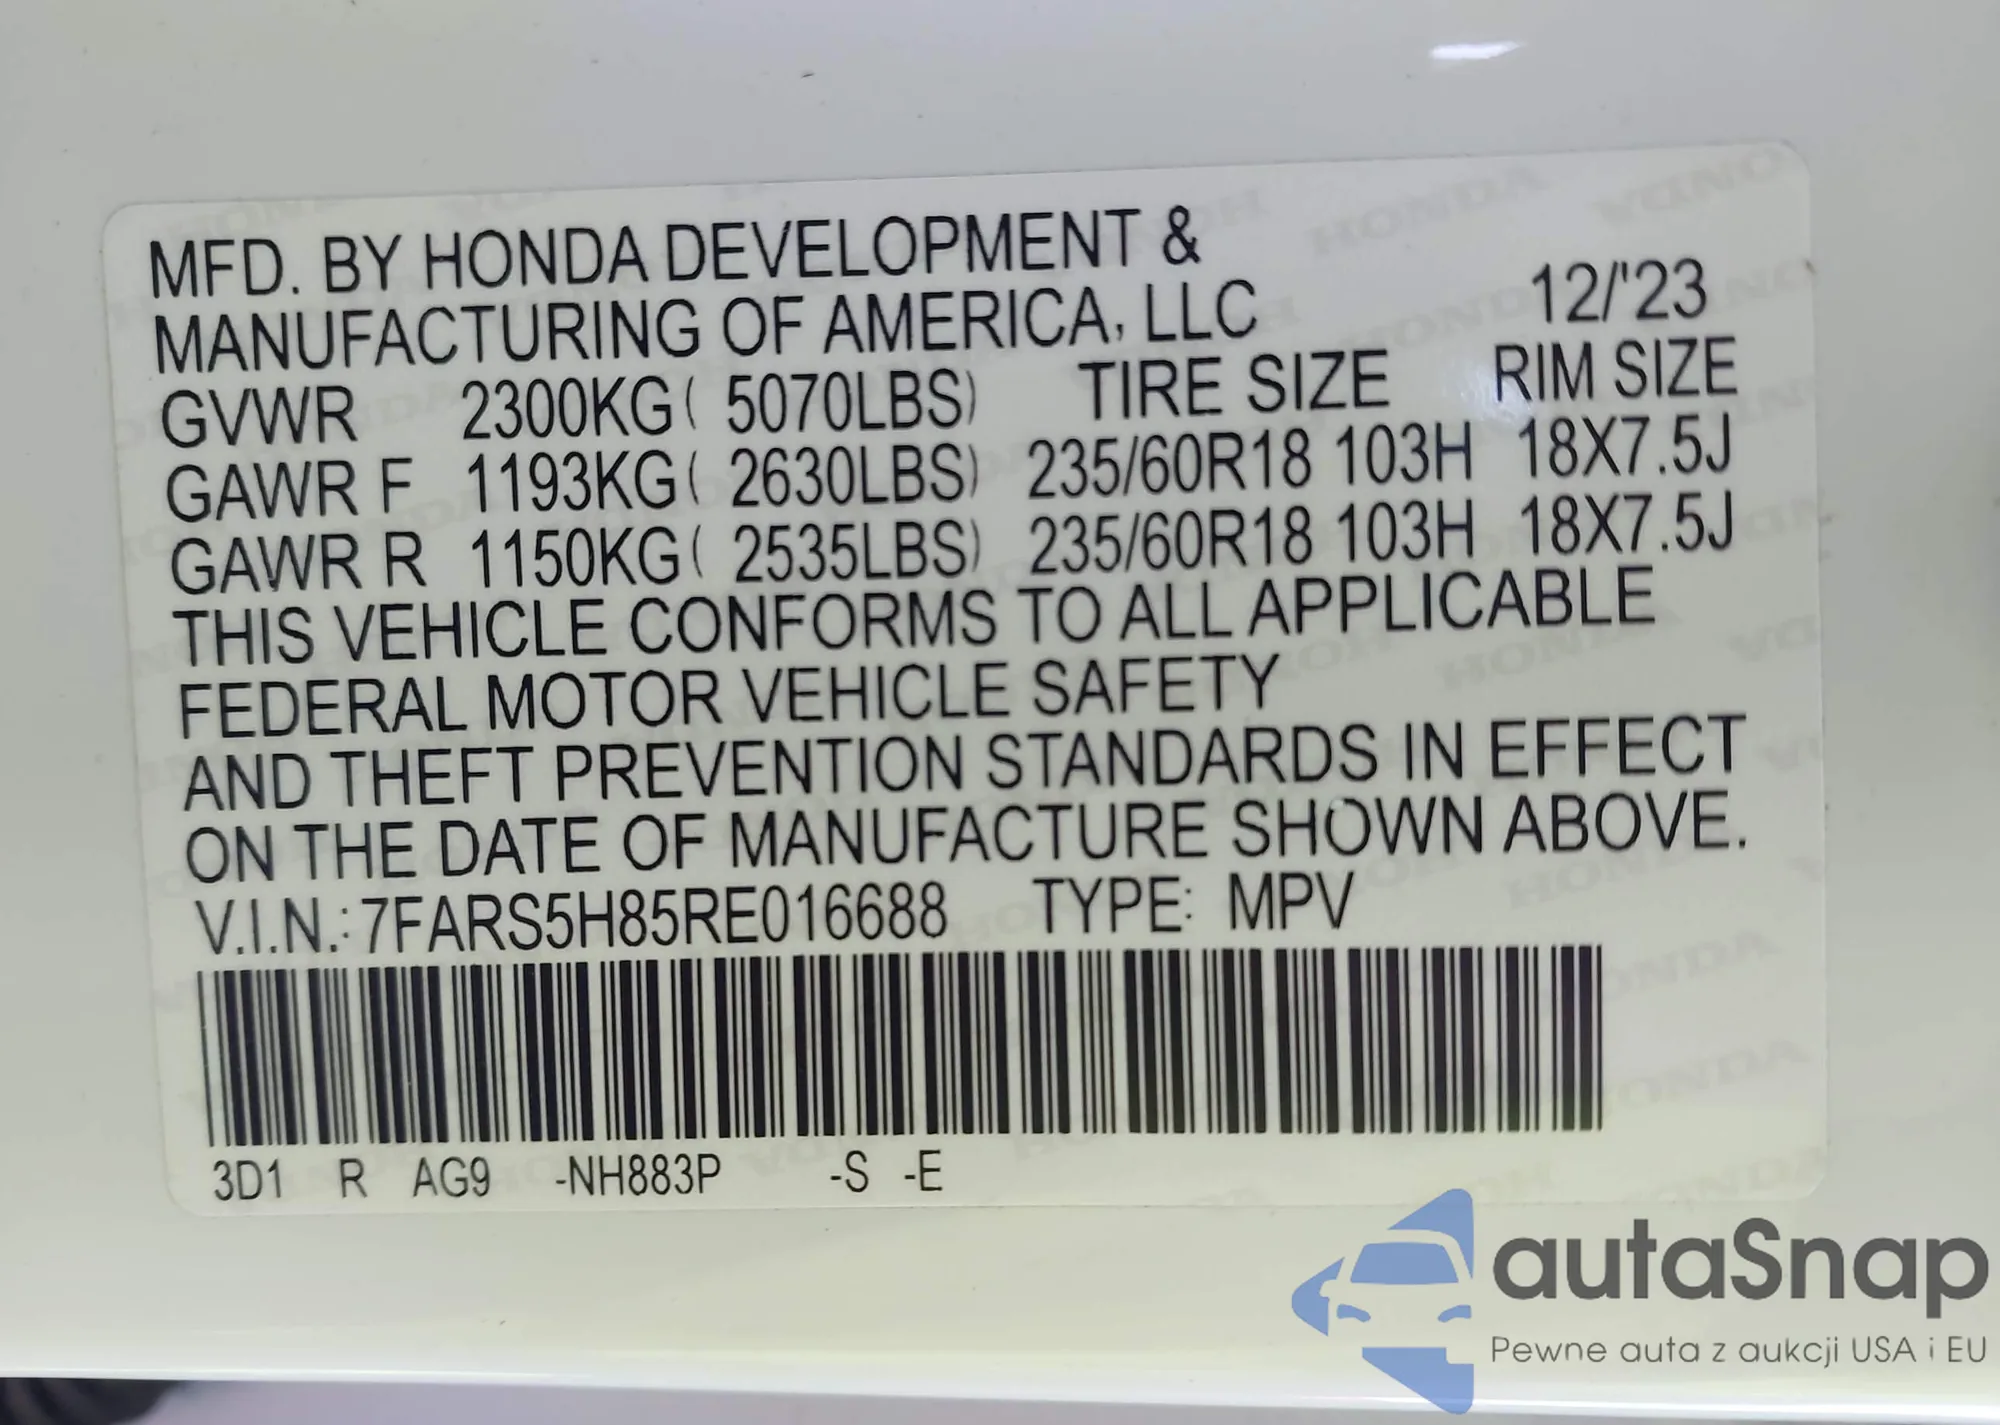 MFD. BY HONDA DEVELOPMENT &
MANUFACTURING OF AMERICA, LLC 12/'23
GVWR 2300KG( 5070LBS) TIRE SIZE RIM SIZE
GAWR F 1193KG( 2630LBS) 235/60R18 103H 18X7.5J
GAWR R 1150KG( 2535LBS) 235/60R18 103H 18X7.5J
THIS VEHICLE CONFORMS TO ALL APPLICABLE
FEDERAL MOTOR VEHICLE SAFETY
AND THEFT PREVENTION STANDARDS IN EFFECT
ON THE DATE OF MANUFACTURE SHOWN ABOVE.
V.I.N.: 7FARS5H85RE016688 TYPE: MPV
3D1 R AG9 -NH883P -S -E
autaSnap
Pewne auta z aukcji USA i EU